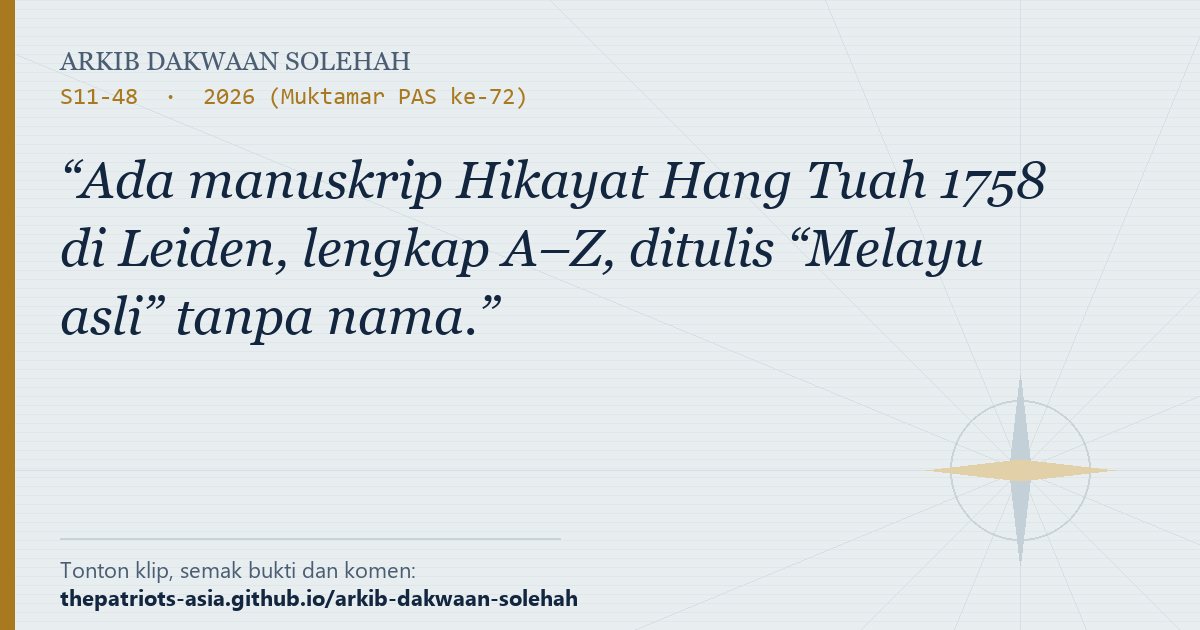 ARKIB DAKWAAN SOLEHAH
S11-48 · 2026 (Muktamar PAS ke-72)
“Ada manuskrip Hikayat Hang Tuah 1758
di Leiden, lengkap A–Z, ditulis “Melayu
asli” tanpa nama.”
Tonton klip, semak bukti dan komen:
thepatriots-asia.github.io/arkib-dakwaan-solehah